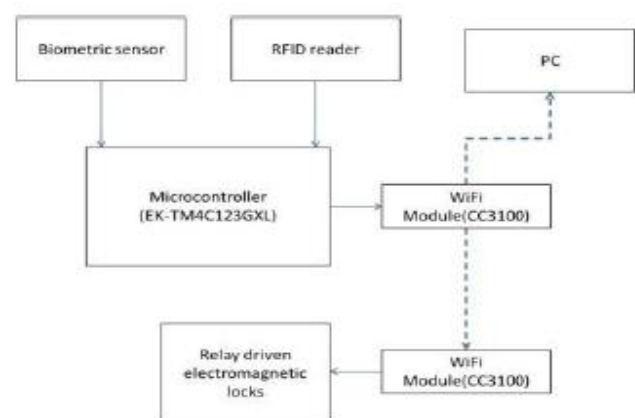 Biometric sensor
RFID reader
PC
Microcontroller
(EK-TM4C123GXL)
WiFi
Module(CC3100)
Relay driven
electromagnetic
locks
WiFi
Module(CC3100)